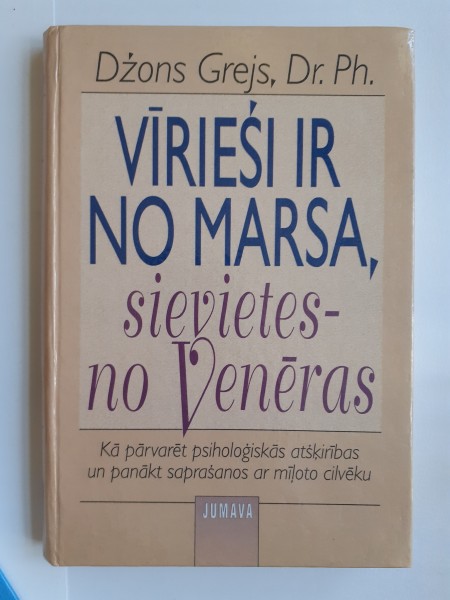 Džons Grejs, Dr. Ph.
VĪRIEŠI IR
NO MARSA,
sievietes-
no Venēras
Kā pārvarēt psiholoģiskās atšķirības
un panākt saprašanos ar mīļoto cilvēku
JUMAVA